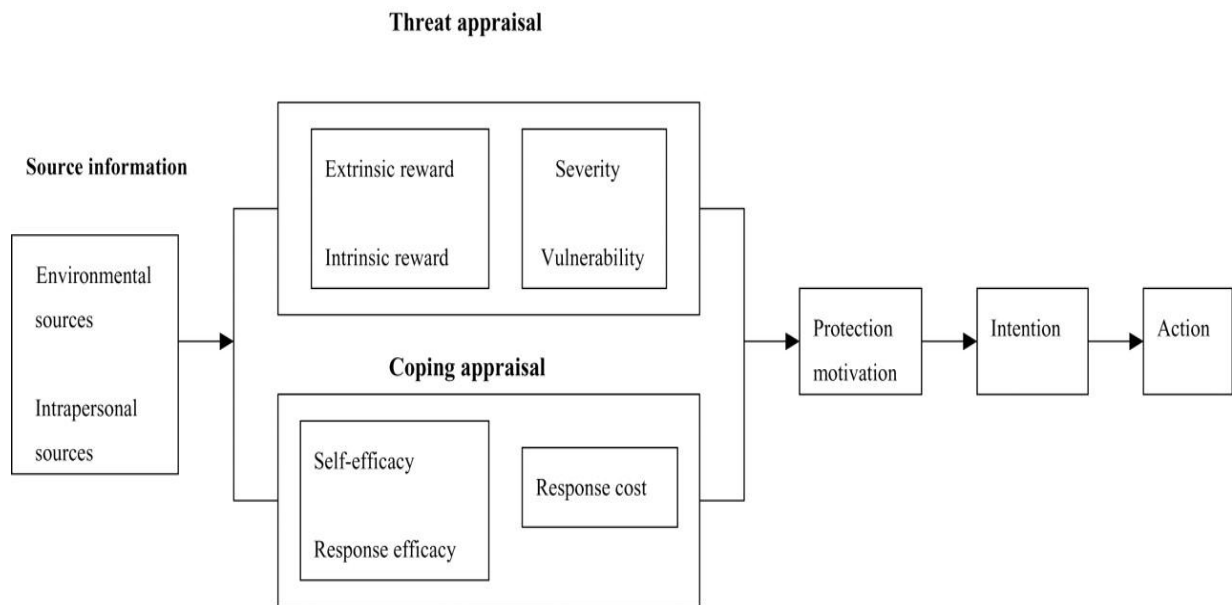 Threat appraisal
Extrinsic reward
Intrinsic reward
Severity
Vulnerability
Source information
Environmental
sources
Intrapersonal
sources
Coping appraisal
Self-efficacy
Response efficacy
Response cost
Protection
motivation
Intention
Action